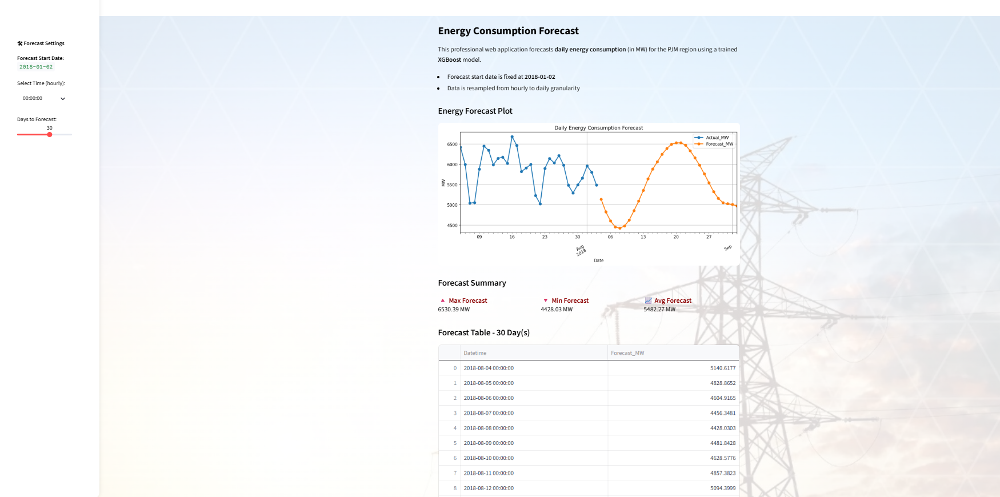 🛠 Forecast Settings
Forecast Start Date:
2018-01-02
Select Time (hourly):
00:00:00
Days to Forecast:
30
Energy Consumption Forecast
This professional web application forecasts daily energy consumption (in MW) for the PJM region using a trained
XGBoost model.
• Forecast start date is fixed at 2018-01-02
• Data is resampled from hourly to daily granularity
Energy Forecast Plot
Daily Energy Consumption Forecast
Actual_MW
Forecast_MW
6500
6000
5500
5000
4500
MW
09 16 23 30 06 13 20 27
Aug
2018
Sep
Date
Forecast Summary
🔺 Max Forecast
6530.39 MW
🔻 Min Forecast
4428.03 MW
📈 Avg Forecast
5482.27 MW
Forecast Table - 30 Day(s)
Datetime Forecast_MW
0 2018-08-04 00:00:00 5140.6177
1 2018-08-05 00:00:00 4828.8652
2 2018-08-06 00:00:00 4604.9165
3 2018-08-07 00:00:00 4456.3481
4 2018-08-08 00:00:00 4428.0303
5 2018-08-09 00:00:00 4481.8428
6 2018-08-10 00:00:00 4628.5776
7 2018-08-11 00:00:00 4857.3823
8 2018-08-12 00:00:00 5094.3999